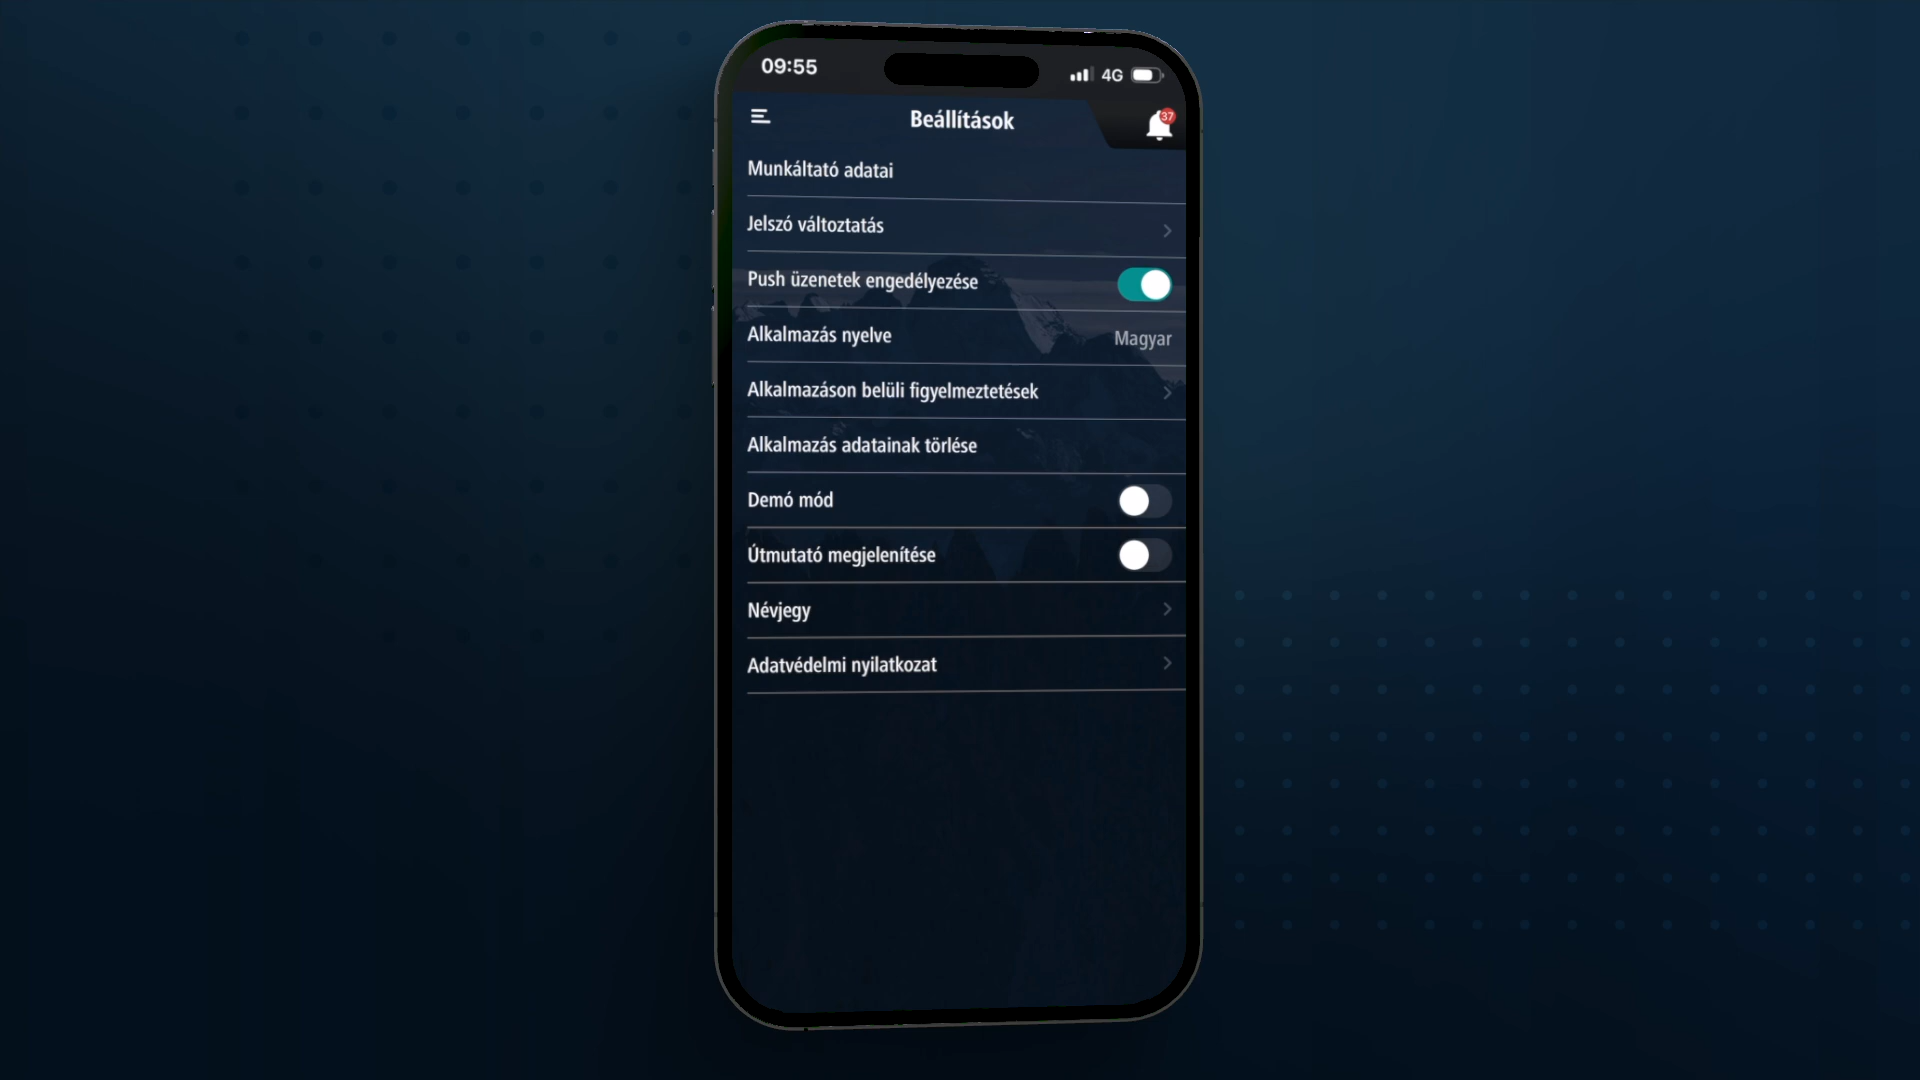 09:55
4G
Beállítások
37
Munkáltató adatai
Jelszó változtatás
Push üzenetek engedélyezése
Alkalmazás nyelve
Magyar
Alkalmazáson belüli figyelmeztetések
Alkalmazás adatainak törlése
Demó mód
Útmutató megjelenítése
Névjegy
Adatvédelmi nyilatkozat